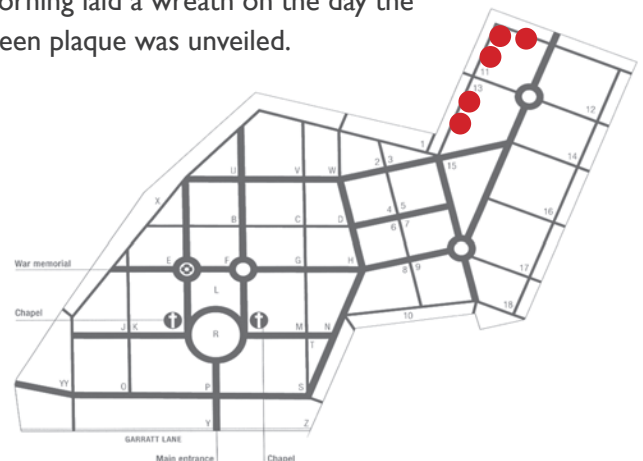 orning laid a wreath on the day the
een plaque was unveiled.
11
13
12
1
15
14
U
V
W
2
3
X
B
C
D
4
5
6
7
16
War memorial
E
F
G
H
8
9
17
L
18
Chapel
J
K
R
M
N
10
T
YY
O
P
S
Y
Z
GARRATT LANE
Main entrance
Chapel